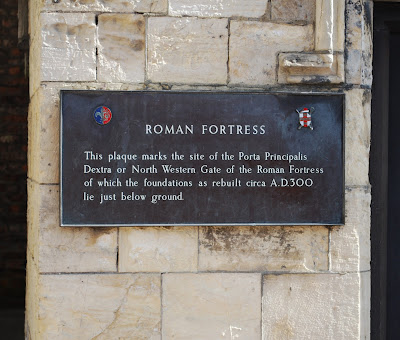 ROMAN FORTRESS
This plaque marks the site of the Porta Principalis
Dextra or North Western Gate of the Roman Fortress
of which the foundations as rebuilt circa A.D.300
lie just below ground.